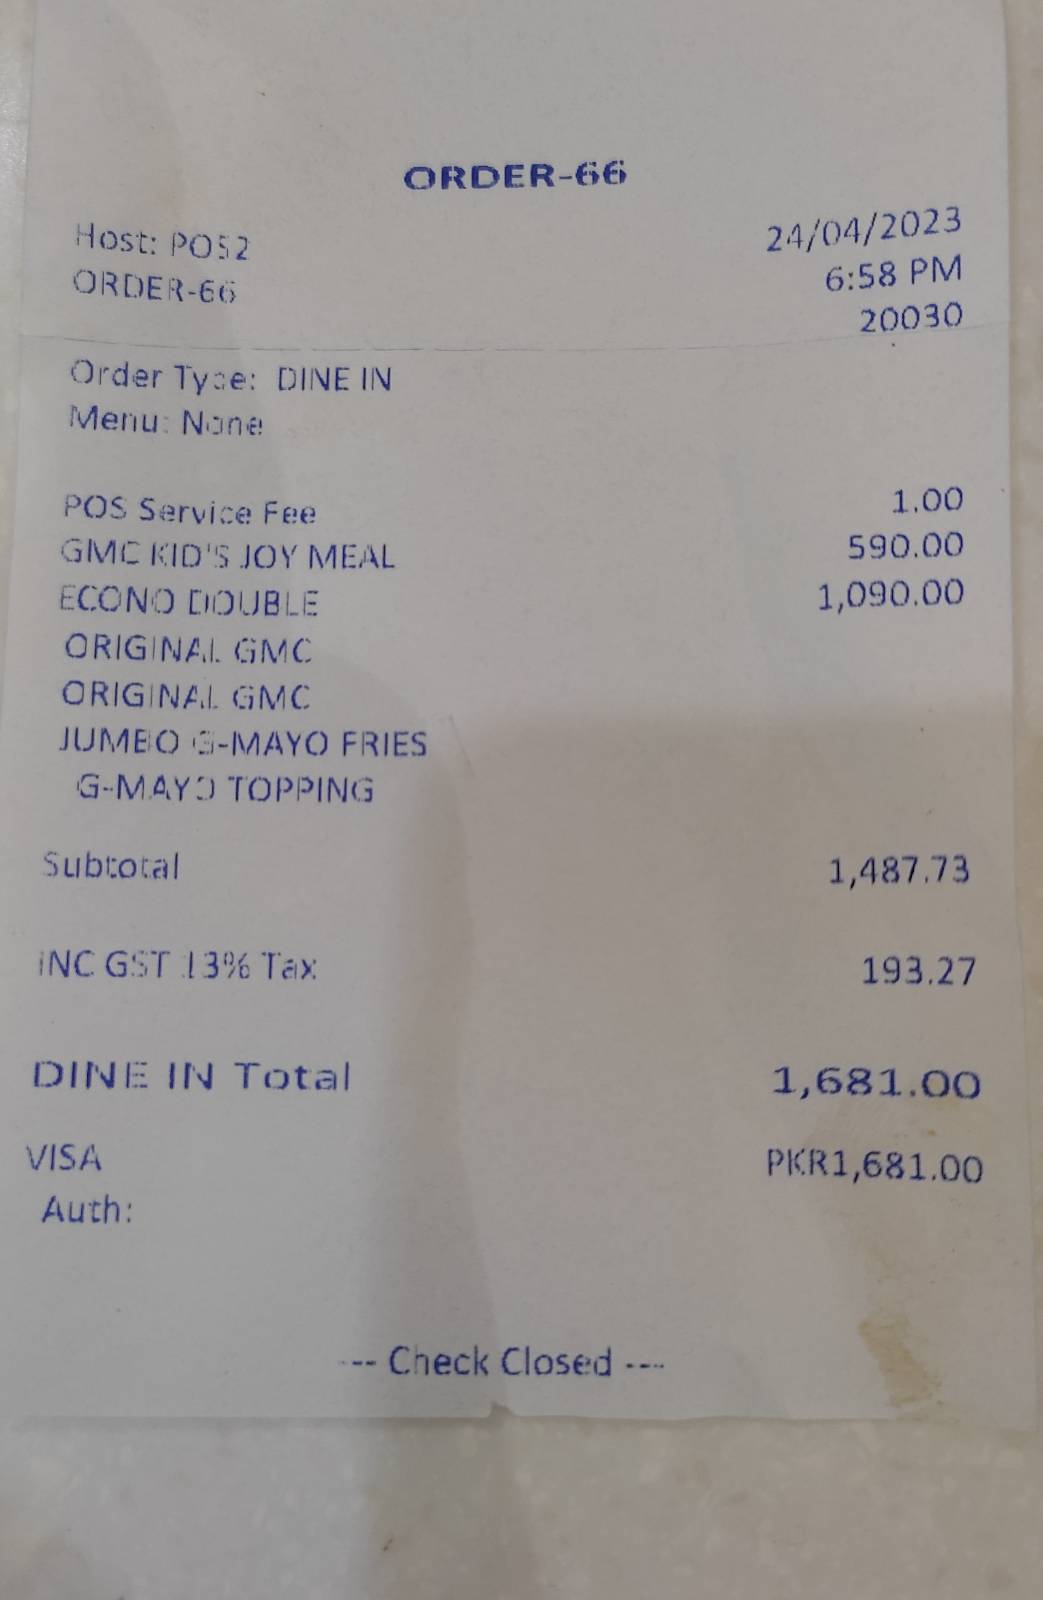 ORDER-66
Host: POS2 24/04/2023
ORDER-66 6:58 PM
20030
Order Type: DINE IN
Menu: None
POS Service Fee 1.00
GMC KID'S JOY MEAL 590.00
ECONO DOUBLE 1,090.00
ORIGINAL GMC
ORIGINAL GMC
JUMBO G-MAYO FRIES
G-MAYO TOPPING
Subtotal 1,487.73
INC GST 13% Tax 193.27
DINE IN Total 1,681.00
VISA PKR1,681.00
Auth:
--- Check Closed ---